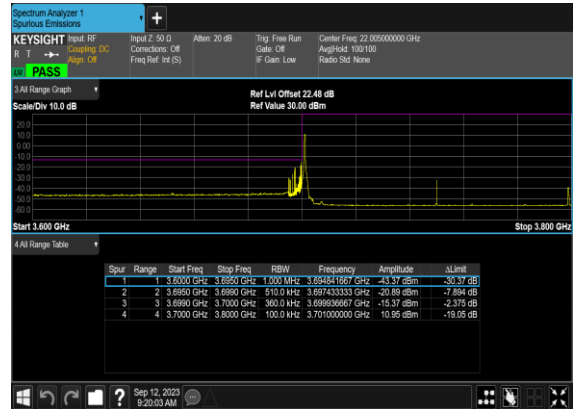 Spectrum Analyzer 1
Spurious Emissions
+
KEYSIGHT Input: RF Input Z: 50 Ω Atten: 20 dB Trig: Free Run Center Freq: 22.005000000 GHz
R T Coupling: DC Corrections: Off Gate: Off Avg|Hold: 100/100
Align: Off Freq Ref: Int (S) IF Gain: Low Radio Std: None
PASS
3 All Range Graph
Ref Lvl Offset 22.48 dB
Scale/Div 10.0 dB Ref Value 30.00 dBm
20.0
10.0
0.00
-10.0
-20.0
-30.0
-40.0
-50.0
-60.0
Start 3.600 GHz Stop 3.800 GHz
4 All Range Table
Spur Range Start Freq Stop Freq RBW Frequency Amplitude ΔLimit
1 1 3.6000 GHz 3.6950 GHz 1.000 MHz 3.694841667 GHz -43.37 dBm -30.37 dB
2 2 3.6950 GHz 3.6990 GHz 510.0 kHz 3.697433333 GHz -20.89 dBm -7.894 dB
3 3 3.6990 GHz 3.7000 GHz 360.0 kHz 3.699936667 GHz -15.37 dBm -2.375 dB
4 4 3.7000 GHz 3.8000 GHz 100.0 kHz 3.701000000 GHz 10.95 dBm -19.05 dB
? Sep 12, 2023
9:20:03 AM